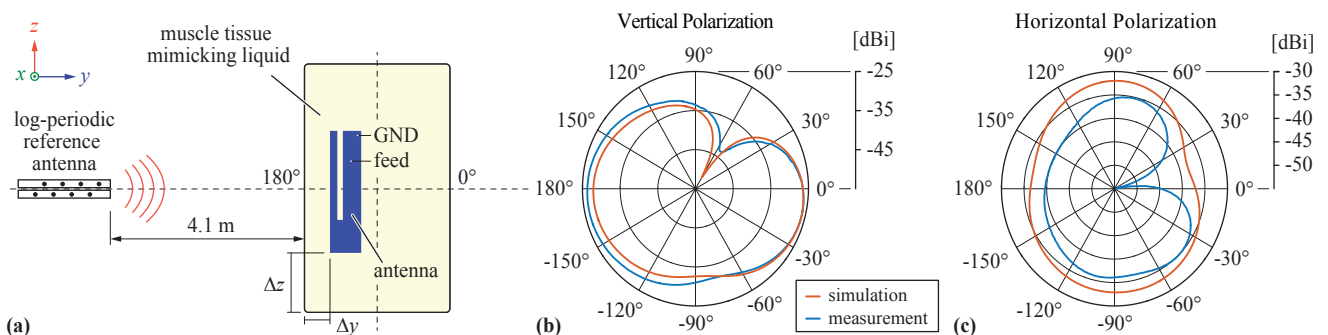 z
x
y
muscle tissue
mimicking liquid
log-periodic
reference
antenna
GND
feed
180°
0°
4.1 m
antenna
Δz
Δy
(a)
Vertical Polarization
[dBi]
90°
120°
60°
-25
150°
30°
-35
-45
180°
0°
-150°
-30°
-120°
-60°
-90°
(b)
simulation
measurement
Horizontal Polarization
[dBi]
90°
120°
60°
-30
-35
150°
30°
-40
-45
-50
180°
0°
-150°
-30°
-120°
-60°
-90°
(c)